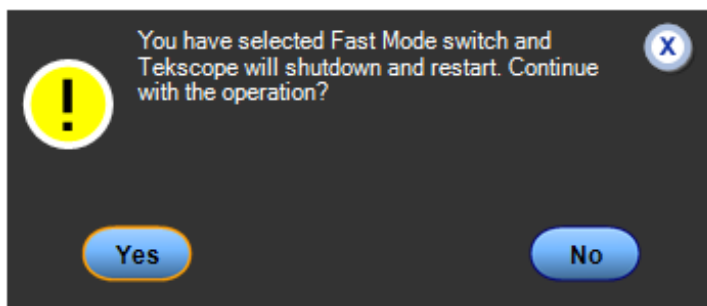 You have selected Fast Mode switch and
Tekscope will shutdown and restart. Continue
with the operation?
X
!
Yes
No